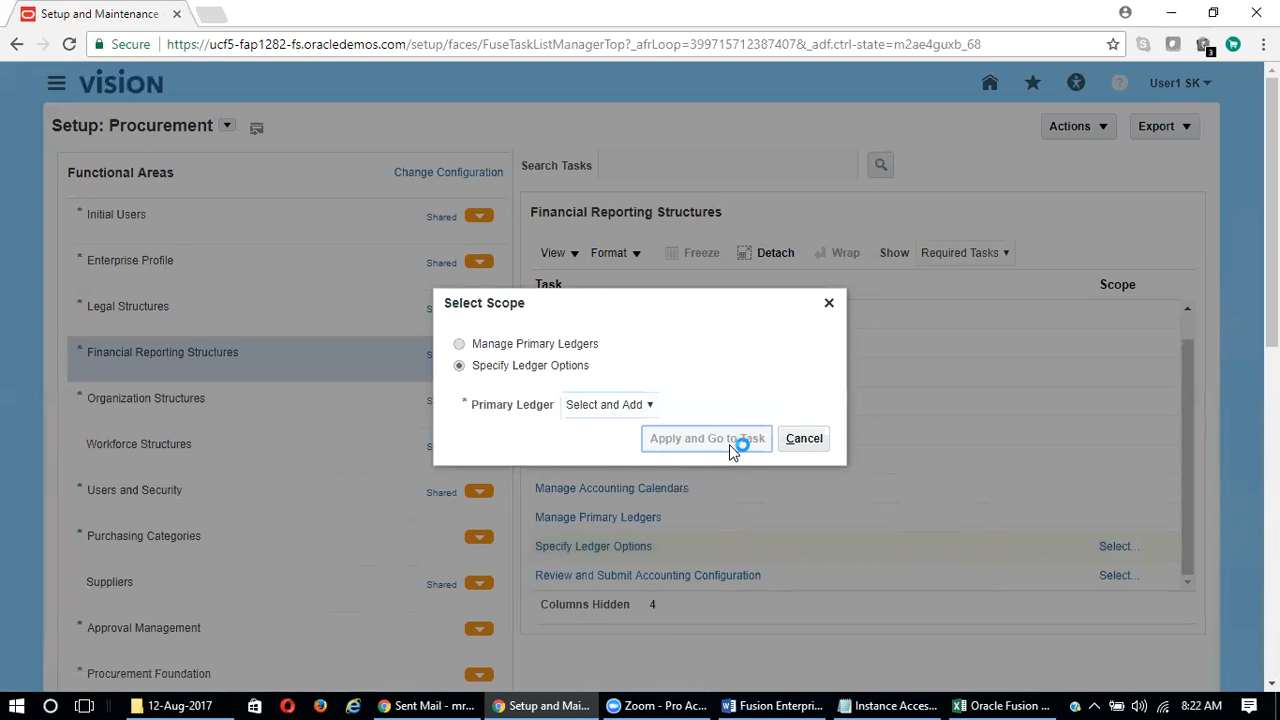 Setup and Maintenance
Secure
https://ucf5-fap1282-fs.oracledemos.com/setup/faces/FuseTaskListManagerTop?_afrLoop=399715712387407&_adf.ctrl-state=m2ae4guxb_68
3
VISION
User1 SK
Setup: Procurement
Actions
Export
Functional Areas
Change Configuration
Search Tasks
* Initial Users
Shared
Financial Reporting Structures
* Enterprise Profile
Shared
View
Format
Freeze
Detach
Wrap
Show
Required Tasks
Task
Scope
* Legal Structures
Select Scope
Manage Primary Ledgers
* Financial Reporting Structures
Specify Ledger Options
* Organization Structures
* Primary Ledger
Select and Add
Workforce Structures
Apply and Go to Task
Cancel
* Users and Security
Shared
Manage Accounting Calendars
Manage Primary Ledgers
* Purchasing Categories
Specify Ledger Options
Select...
Suppliers
Shared
Review and Submit Accounting Configuration
Select...
Columns Hidden 4
* Approval Management
* Procurement Foundation
12-Aug-2017
Sent Mail - mr...
Setup and Mai...
Zoom - Pro Ac...
Fusion Enterpri...
Instance Access...
Oracle Fusion ...
8:22 AM